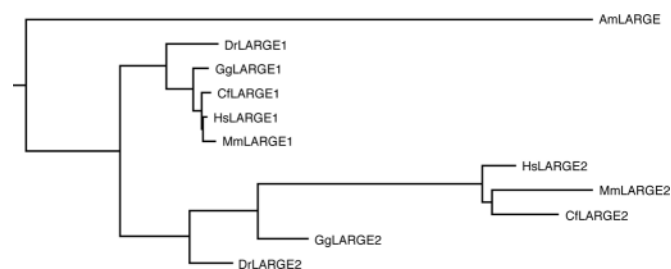 AmLARGE
DrLARGE1
GgLARGE1
CfLARGE1
HsLARGE1
MmLARGE1
HsLARGE2
MmLARGE2
CfLARGE2
GgLARGE2
DrLARGE2